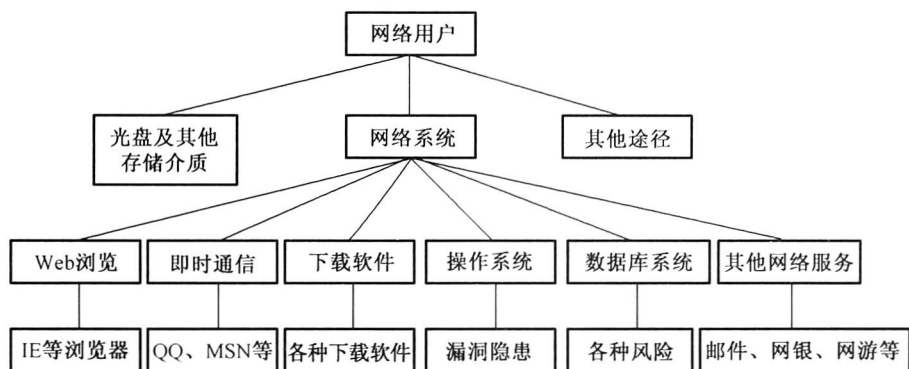 网络用户
光盘及其他
存储介质
网络系统
其他途径
Web浏览
即时通信
下载软件
操作系统
数据库系统
其他网络服务
IE等浏览器
QQ、MSN等
各种下载软件
漏洞隐患
各种风险
邮件、网银、网游等